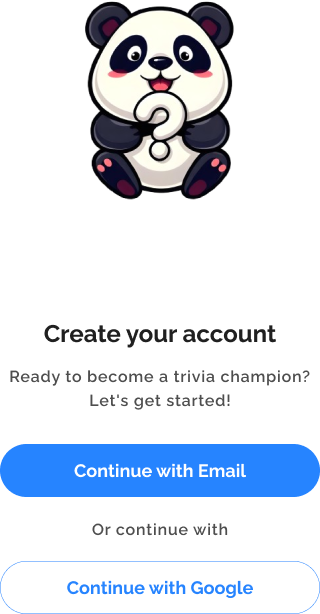 ?
Create your account
Ready to become a trivia champion?
Let's get started!
Continue with Email
Or continue with
Continue with Google